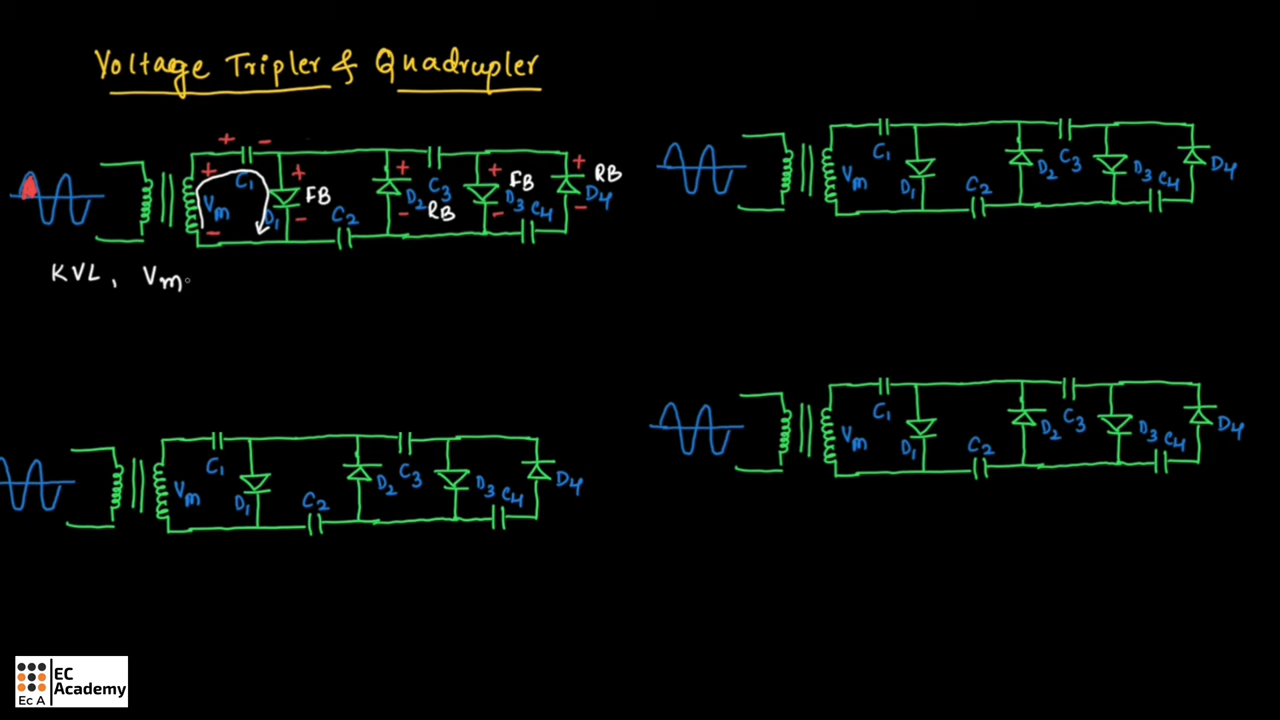 Voltage Tripler & Quadrupler
+ -
+ C1 + FB
Vm D1 -
-
C2
+ D2 - RB
C3
+ FB D3 -
C4
+ RB
D4 -
KVL, Vm
C1
Vm D1 C2 D2 C3 D3 C4 D4
C1
Vm D1 C2 D2 C3 D3 C4 D4
C1
Vm D1 C2 D2 C3 D3 C4 D4
EC
Academy
Ec A